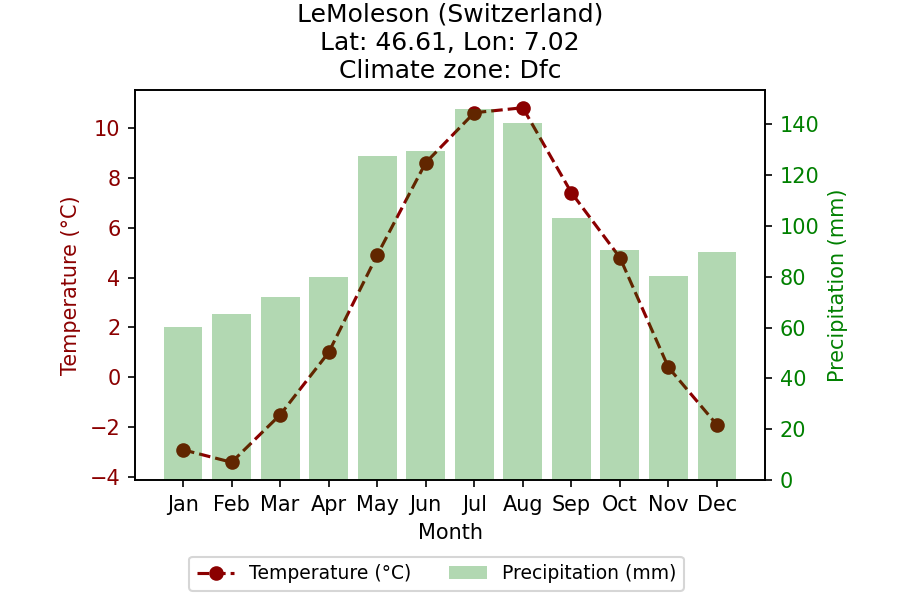 LeMoleson (Switzerland)
Lat: 46.61, Lon: 7.02
Climate zone: Dfc
Temperature (°C)
10
8
6
4
2
0
−2
−4
140
120
100
80
60
40
20
0
Precipitation (mm)
Jan Feb Mar Apr May Jun Jul Aug Sep Oct Nov Dec
Month
Temperature (°C) Precipitation (mm)